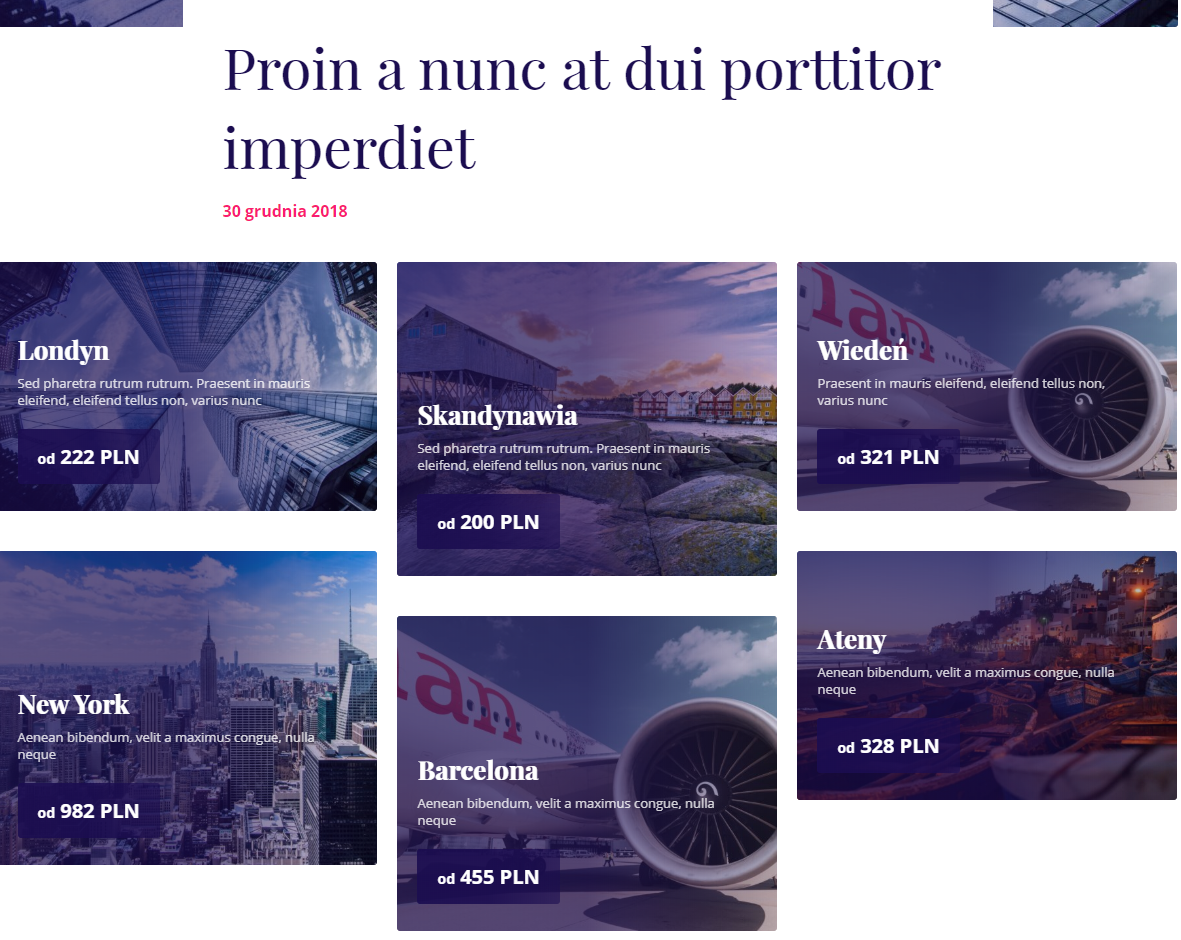 Proin a nunc at dui porttitor
imperdiet
30 grudnia 2018
Londyn
Sed pharetra rutrum rutrum. Praesent in mauris
eleifend, eleifend tellus non, varius nunc
od 222 PLN
Skandynawia
Sed pharetra rutrum rutrum. Praesent in mauris
eleifend, eleifend tellus non, varius nunc
od 200 PLN
lan
Wiedeń
Praesent in mauris eleifend, eleifend tellus non,
varius nunc
od 321 PLN
New York
Aenean bibendum, velit a maximus congue, nulla
neque
od 982 PLN
lan
Barcelona
Aenean bibendum, velit a maximus congue, nulla
neque
od 455 PLN
Ateny
Aenean bibendum, velit a maximus congue, nulla
neque
od 328 PLN